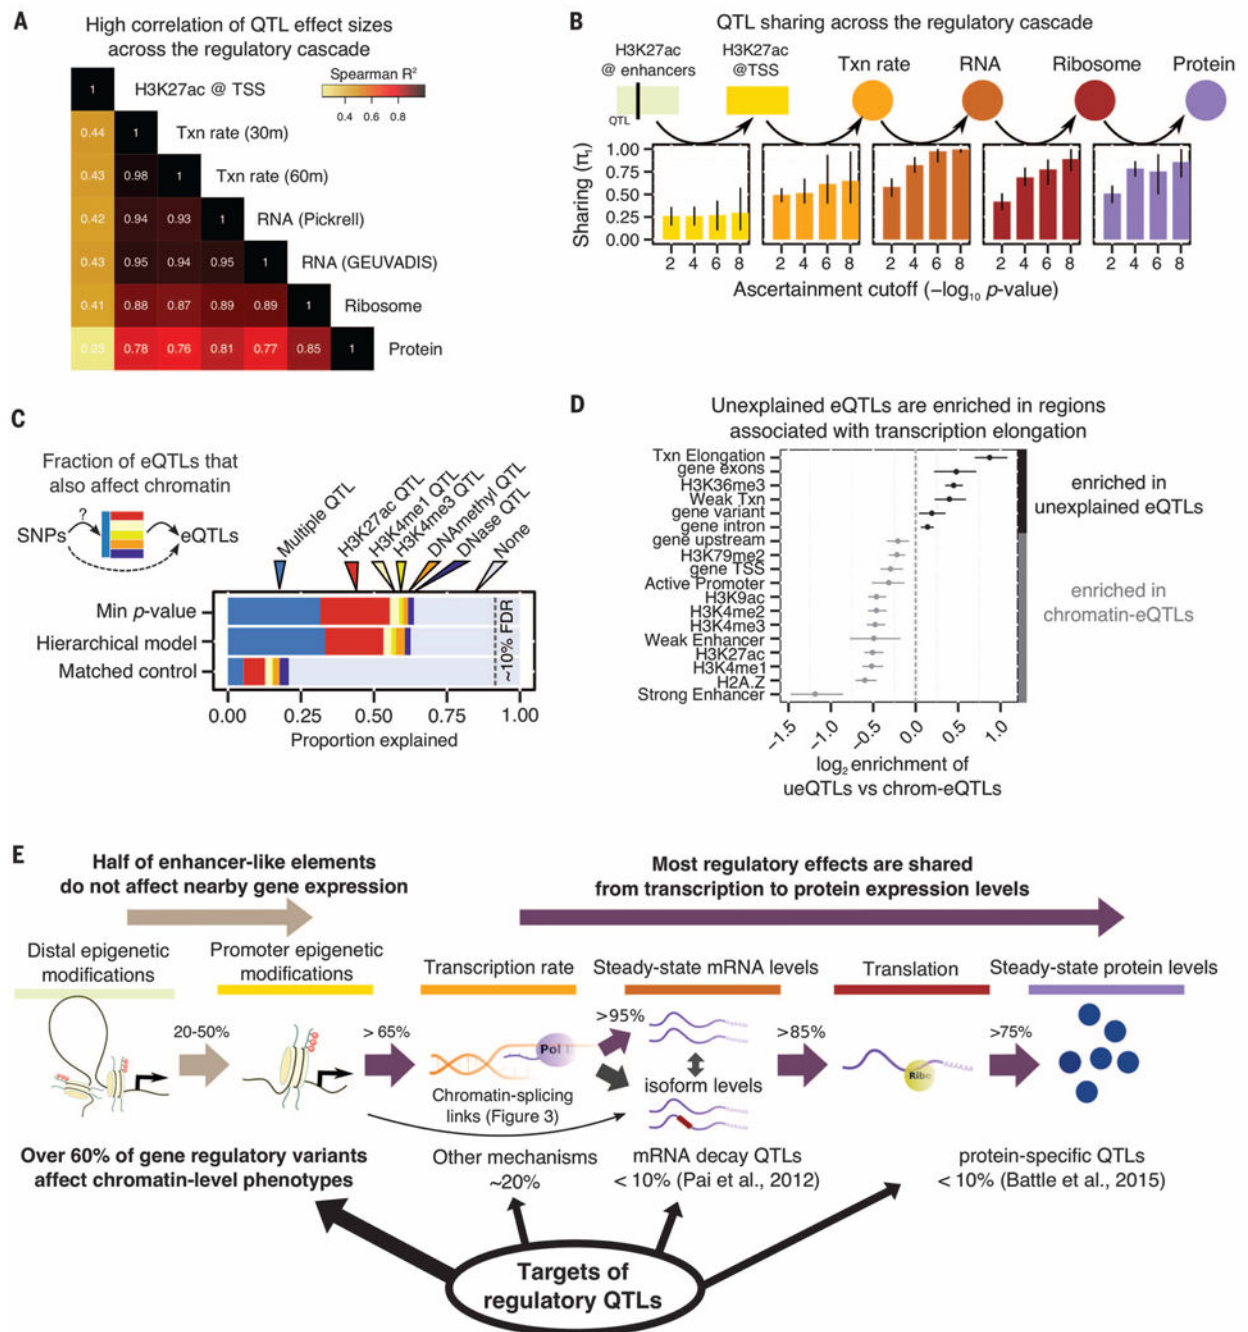 A
High correlation of QTL effect sizes
across the regulatory cascade
Spearman R²
0.4 0.6 0.8
1 H3K27ac @ TSS
0.44 1 Txn rate (30m)
0.43 0.98 1 Txn rate (60m)
0.42 0.94 0.93 1 RNA (Pickrell)
0.43 0.95 0.94 0.95 1 RNA (GEUVADIS)
0.41 0.88 0.87 0.89 0.89 1 Ribosome
0.23 0.78 0.76 0.81 0.77 0.85 1 Protein
B
QTL sharing across the regulatory cascade
H3K27ac
@ enhancers
H3K27ac
@TSS
Txn rate
RNA
Ribosome
Protein
QTL
Sharing (π₁)
1.00
0.75
0.50
0.25
0.00
2 4 6 8 2 4 6 8 2 4 6 8 2 4 6 8 2 4 6 8
Ascertainment cutoff (−log₁₀ p-value)
C
Fraction of eQTLs that
also affect chromatin
?
SNPs
eQTLs
Multiple QTL
H3K27ac QTL
H3K4me1 QTL
H3K4me3 QTL
DNAmethyl QTL
DNase QTL
None
Min p-value
Hierarchical model
Matched control
~10% FDR
0.00 0.25 0.50 0.75 1.00
Proportion explained
D
Unexplained eQTLs are enriched in regions
associated with transcription elongation
Txn Elongation
gene exons
H3K36me3
Weak Txn
gene variant
gene intron
gene upstream
H3K79me2
gene TSS
Active Promoter
H3K9ac
H3K4me2
H3K4me3
Weak Enhancer
H3K27ac
H3K4me1
H2A.Z
Strong Enhancer
enriched in
unexplained eQTLs
enriched in
chromatin-eQTLs
−1.5 −1.0 −0.5 0.0 0.5 1.0
log₂ enrichment of
ueQTLs vs chrom-eQTLs
E
Half of enhancer-like elements
do not affect nearby gene expression
Most regulatory effects are shared
from transcription to protein expression levels
Distal epigenetic
modifications
Promoter epigenetic
modifications
Transcription rate
Steady-state mRNA levels
Translation
Steady-state protein levels
20-50%
> 65%
>95%
>85%
>75%
Pol II
Ribo
isoform levels
Chromatin-splicing
links (Figure 3)
Over 60% of gene regulatory variants
affect chromatin-level phenotypes
Other mechanisms
~20%
mRNA decay QTLs
< 10% (Pai et al., 2012)
protein-specific QTLs
< 10% (Battle et al., 2015)
Targets of
regulatory QTLs